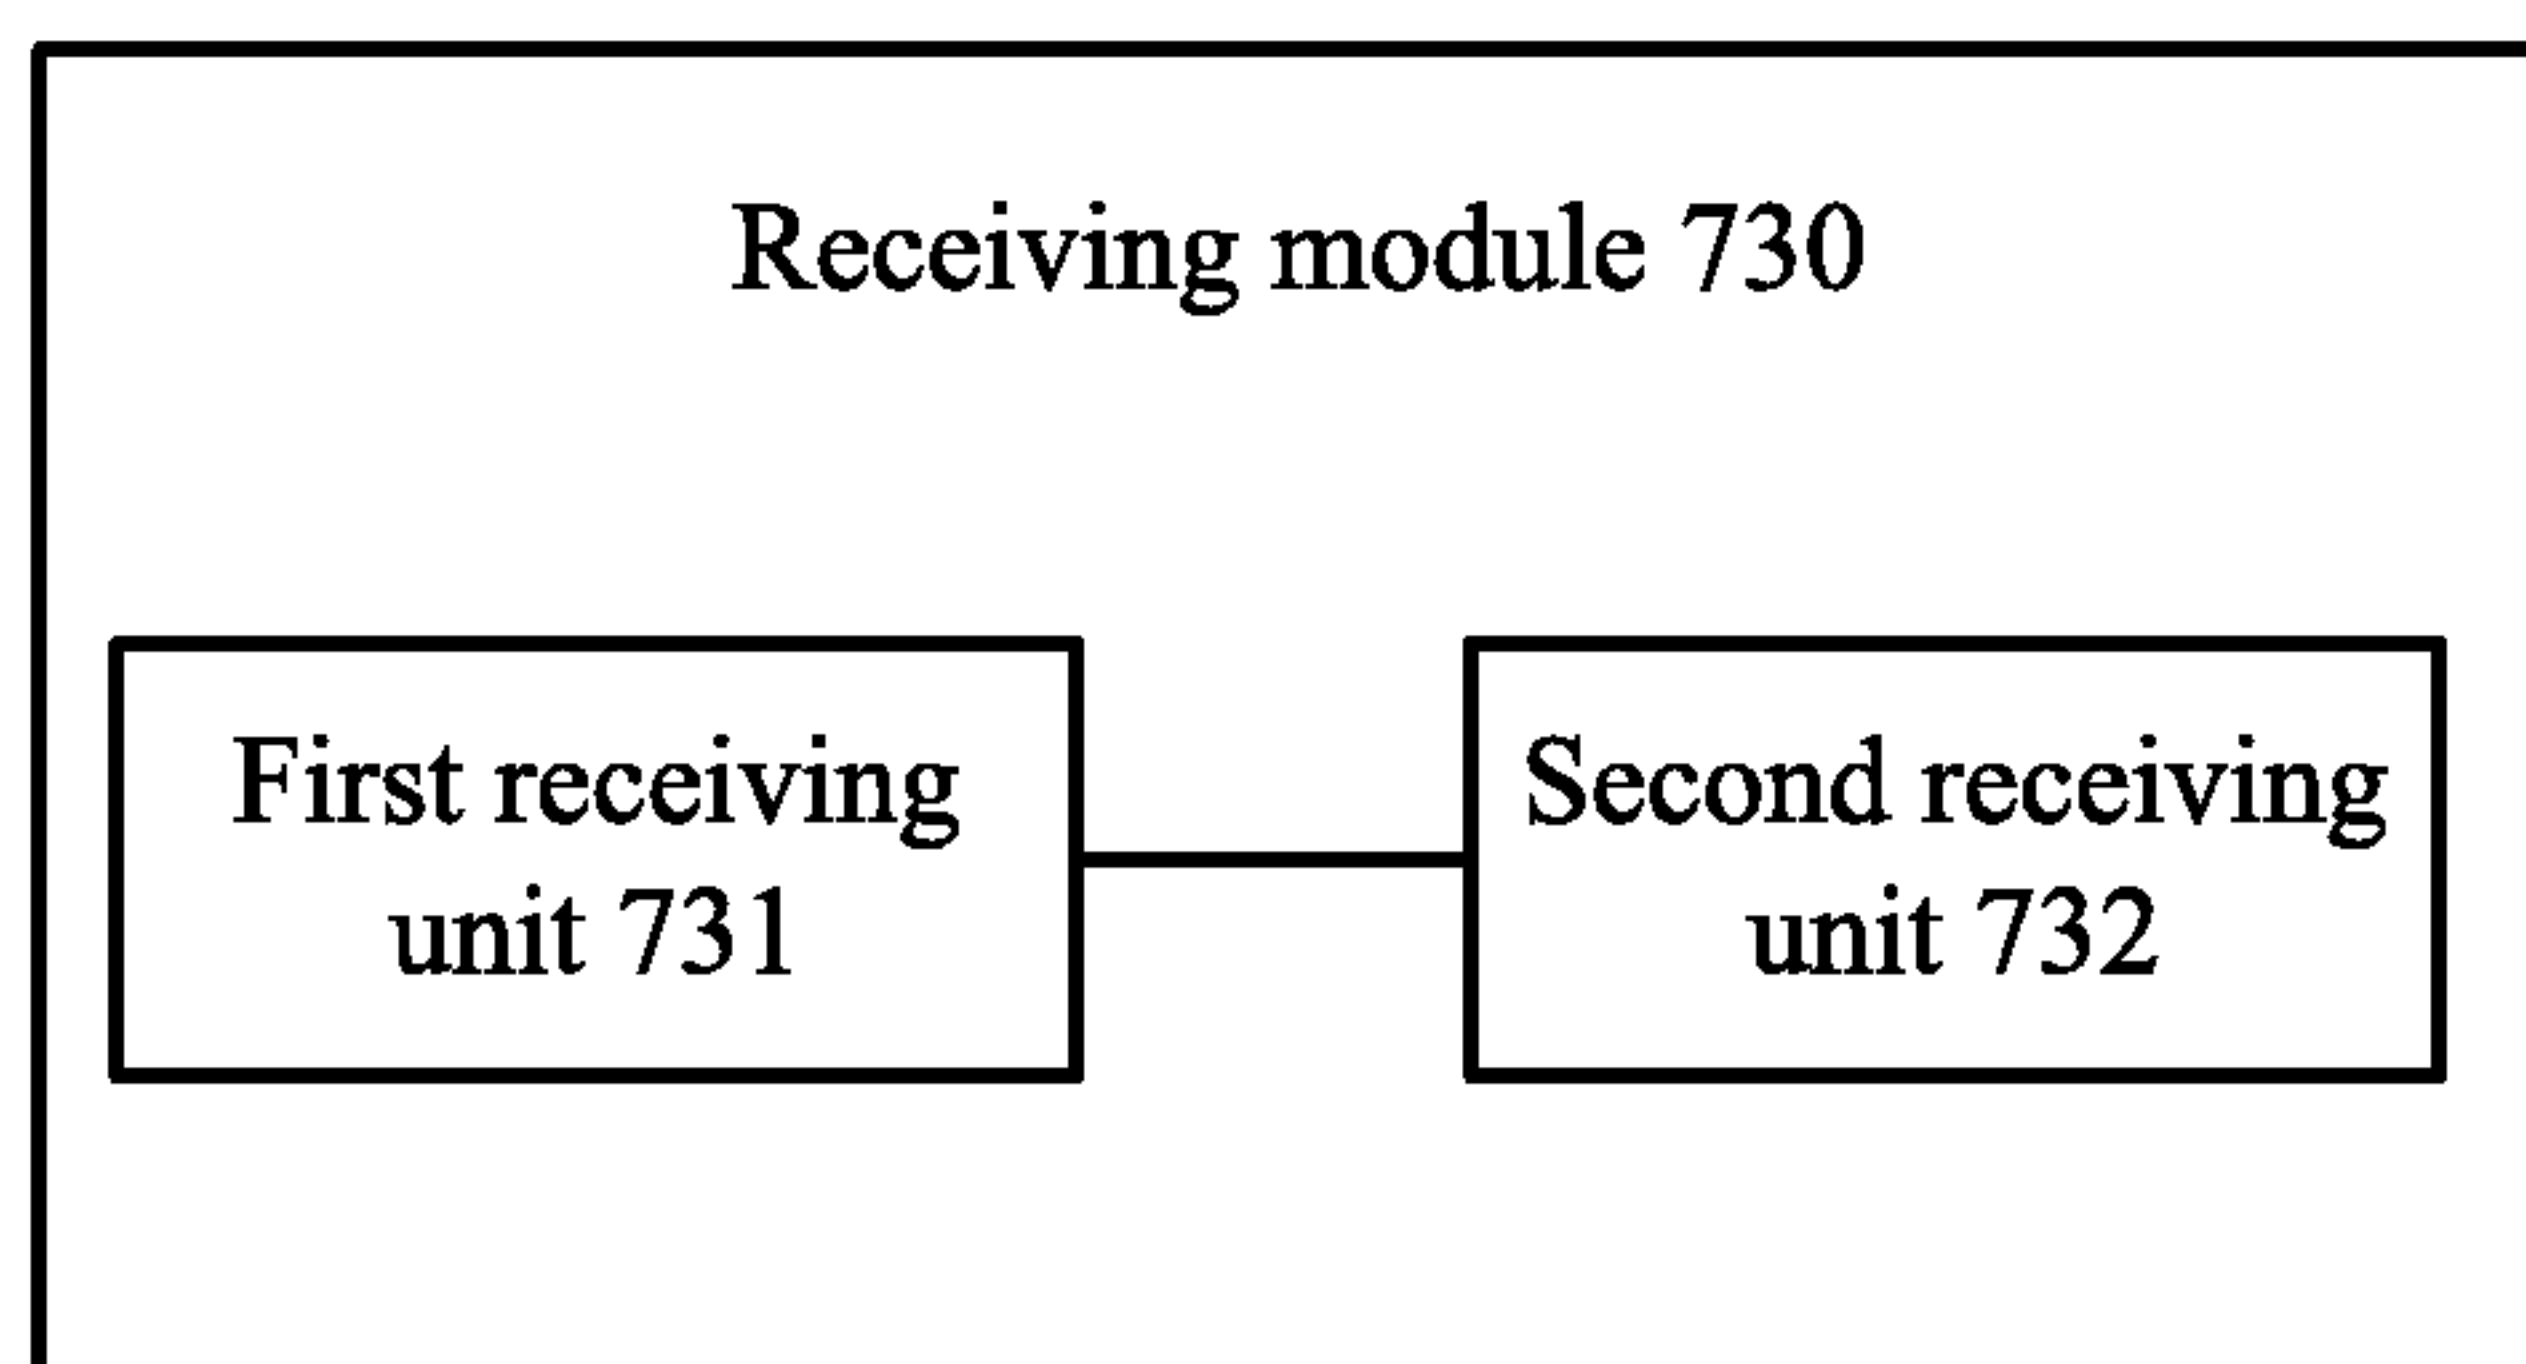 Receiving module 730
First receiving
unit 731
Second receiving
unit 732